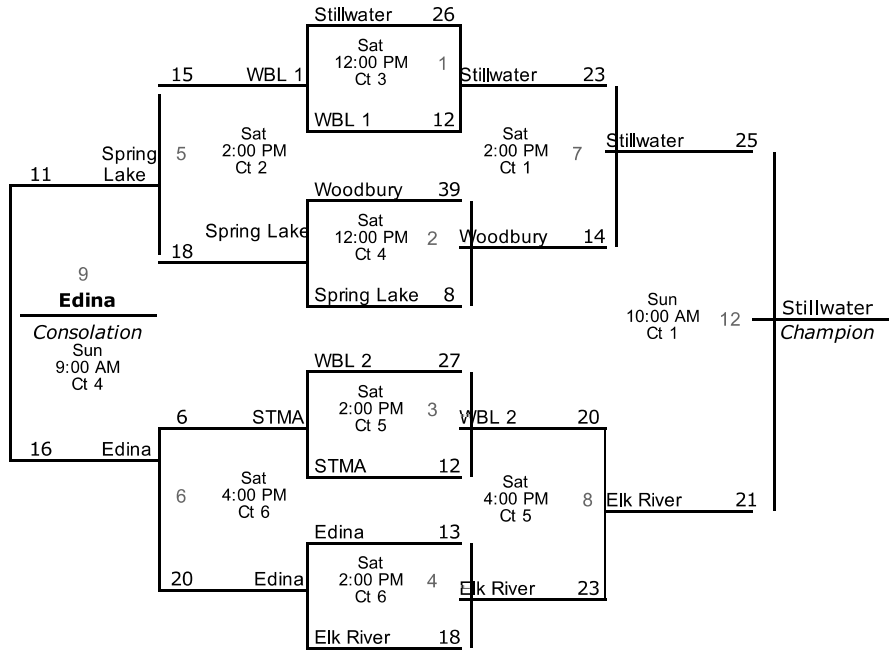 Stillwater 26
Sat
12:00 PM
Ct 3
1
15 WBL 1
Stillwater 23
WBL 1 12
Sat
2:00 PM
Ct 2
5
Sat
2:00 PM
Ct 1
7
Stillwater 25
11 Spring
Lake
Woodbury 39
Sat
12:00 PM
Ct 4
2
18 Spring Lake
Woodbury 14
Spring Lake 8
9
Edina
Consolation
Sun
9:00 AM
Ct 4
Sun
10:00 AM
Ct 1
12
Stillwater
Champion
WBL 2 27
Sat
2:00 PM
Ct 5
3
6 STMA
WBL 2 20
STMA 12
16 Edina
Sat
4:00 PM
Ct 6
6
Sat
4:00 PM
Ct 5
8
Elk River 21
Edina 13
Sat
2:00 PM
Ct 6
4
20 Edina
Elk River 23
Elk River 18